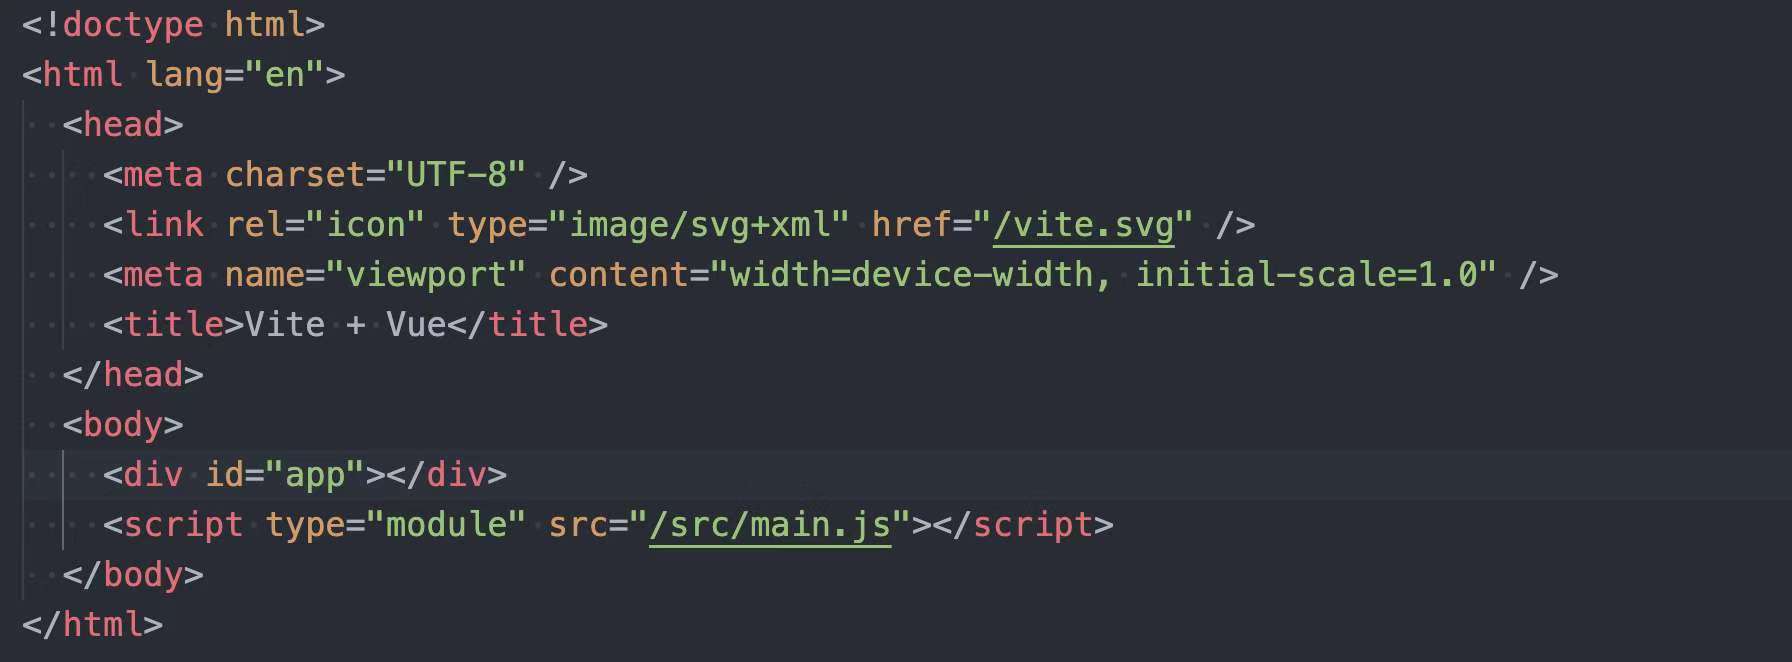 <!doctype html>
<html lang="en">
  <head>
    <meta charset="UTF-8" />
    <link rel="icon" type="image/svg+xml" href="/vite.svg" />
    <meta name="viewport" content="width=device-width, initial-scale=1.0" />
    <title>Vite + Vue</title>
  </head>
  <body>
    <div id="app"></div>
    <script type="module" src="/src/main.js"></script>
  </body>
</html>